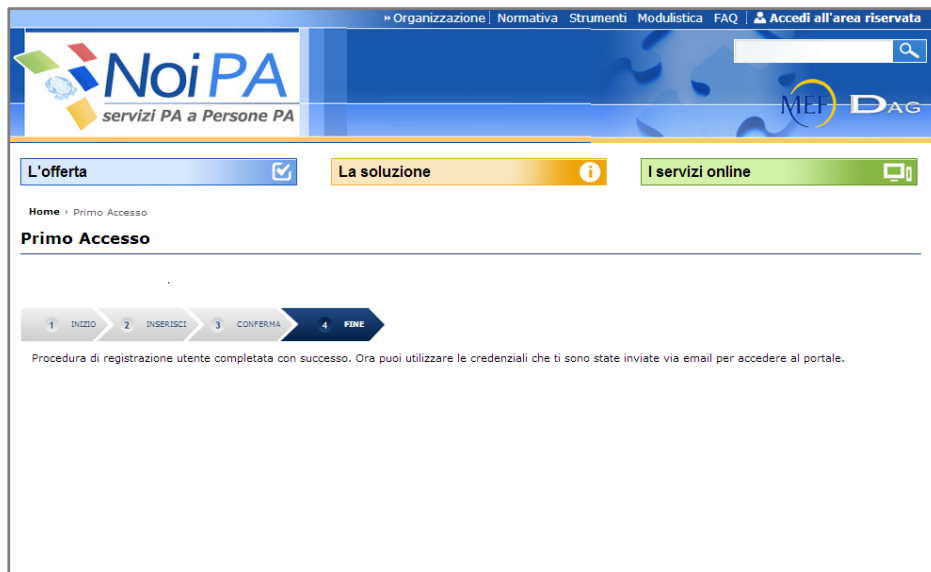 » Organizzazione Normativa Strumenti Modulistica FAQ Accedi all'area riservata
NoiPA
servizi PA a Persone PA
MEF DAG
L'offerta
La soluzione
I servizi online
Home › Primo Accesso
Primo Accesso
1 INIZIO 2 INSERISCI 3 CONFERMA 4 FINE
Procedura di registrazione utente completata con successo. Ora puoi utilizzare le credenziali che ti sono state inviate via email per accedere al portale.